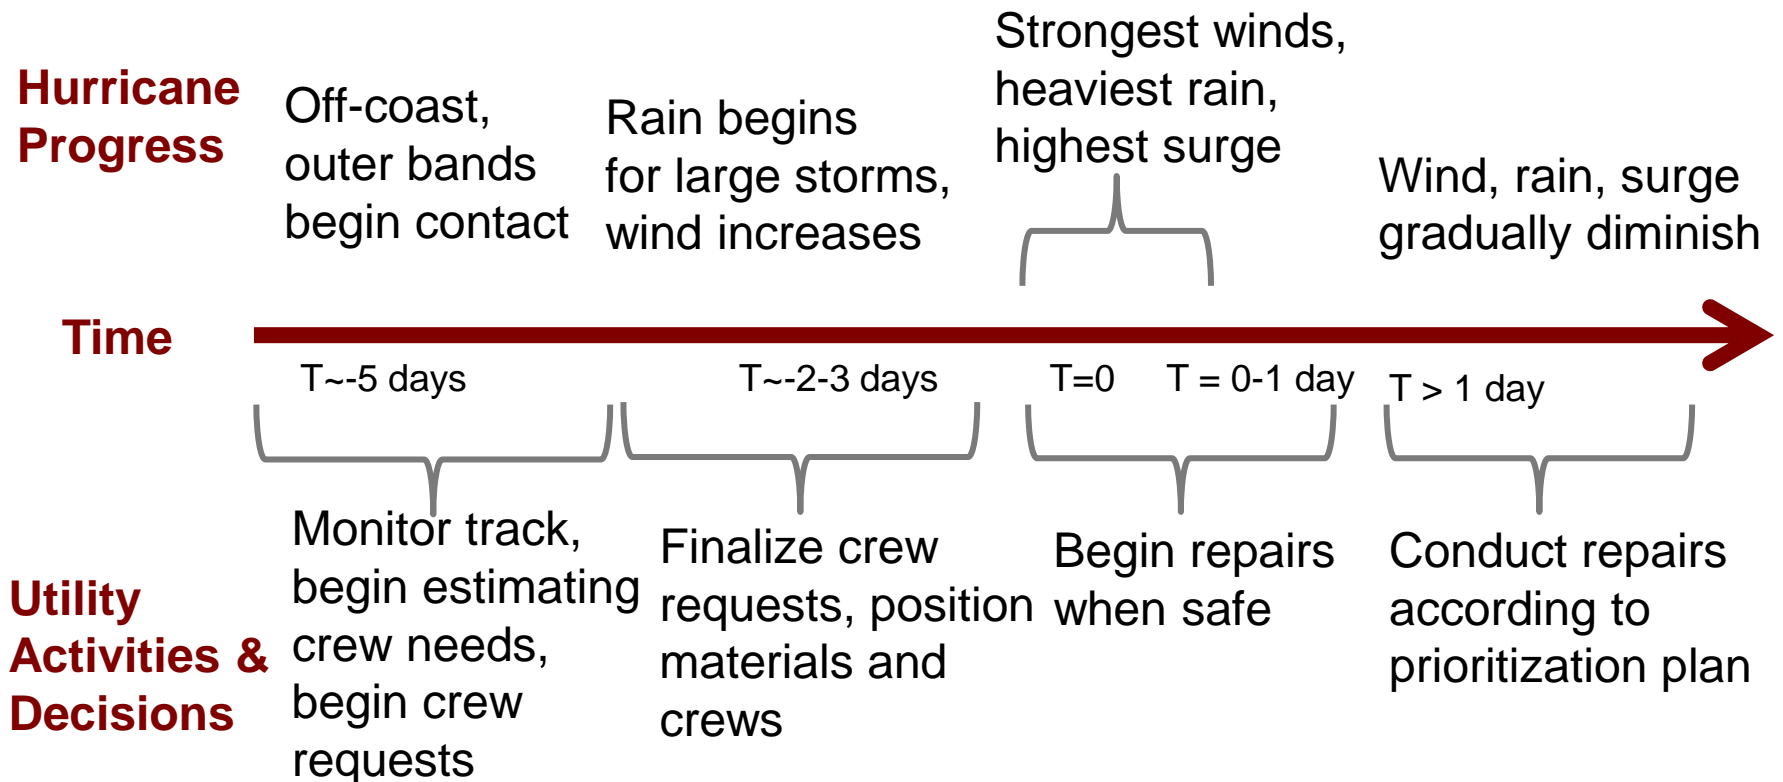 Hurricane
Progress
Off-coast,
outer bands
begin contact
Rain begins
for large storms,
wind increases
Strongest winds,
heaviest rain,
highest surge
Wind, rain, surge
gradually diminish
Time
T~-5 days
T~-2-3 days
T=0
T = 0-1 day
T > 1 day
Utility
Activities &
Decisions
Monitor track,
begin estimating
crew needs,
begin crew
requests
Finalize crew
requests, position
materials and
crews
Begin repairs
when safe
Conduct repairs
according to
prioritization plan